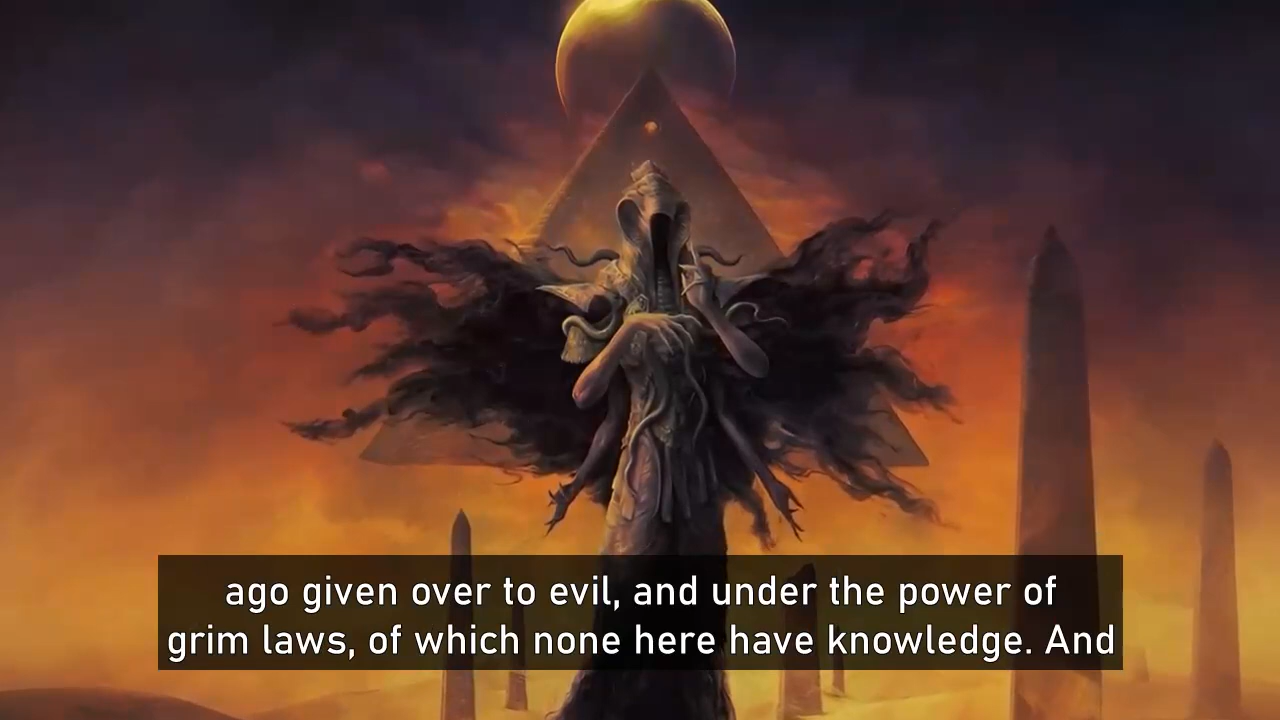 ago given over to evil, and under the power of
grim laws, of which none here have knowledge. And